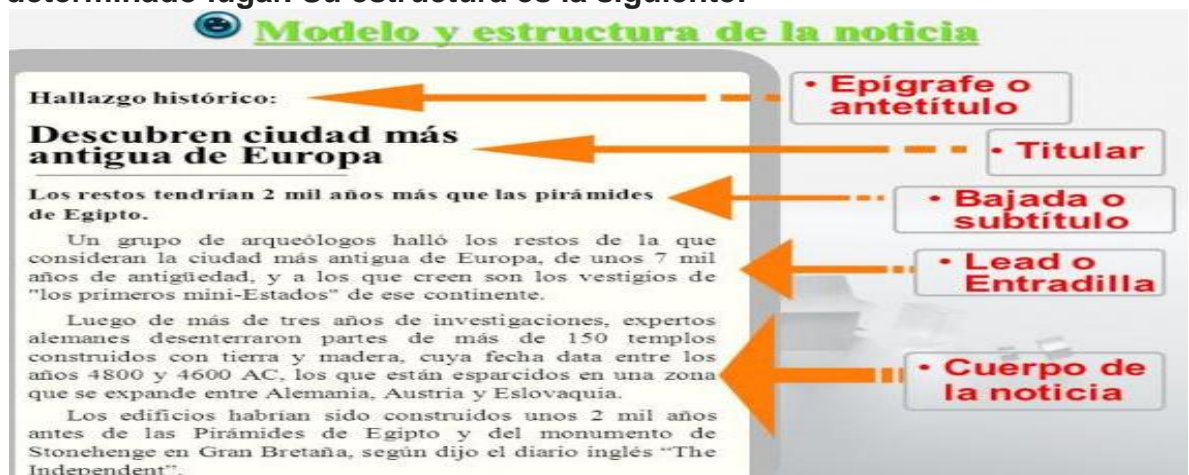 determinado lugar. Su estructura es la siguiente:
Modelo y estructura de la noticia
Hallazgo histórico:
• Epígrafe o
antetítulo
Descubren ciudad más
antigua de Europa
• Titular
Los restos tendrían 2 mil años más que las pirámides
de Egipto.
• Bajada o
subtítulo
Un grupo de arqueólogos halló los restos de la que
consideran la ciudad más antigua de Europa, de unos 7 mil
años de antigüedad, y a los que creen son los vestigios de
"los primeros mini-Estados" de ese continente.
• Lead o
Entradilla
Luego de más de tres años de investigaciones, expertos
alemanes desenterraron partes de más de 150 templos
construidos con tierra y madera, cuya fecha data entre los
años 4800 y 4600 AC, los que están esparcidos en una zona
que se expande entre Alemania, Austria y Eslovaquia.
• Cuerpo de
la noticia
Los edificios habrían sido construidos unos 2 mil años
antes de las Pirámides de Egipto y del monumento de
Stonehenge en Gran Bretaña, según dijo el diario inglés "The
Independent".